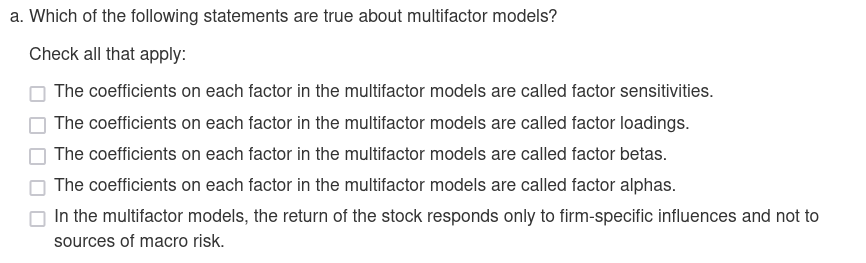 a. Which of the following statements are true about multifactor models?
Check all that apply:
The coefficients on each factor in the multifactor models are called factor sensitivities.
The coefficients on each factor in the multifactor models are called factor loadings.
The coefficients on each factor in the multifactor models are called factor betas.
The coefficients on each factor in the multifactor models are called factor alphas.
In the multifactor models, the return of the stock responds only to firm-specific influences and not to
sources of macro risk.